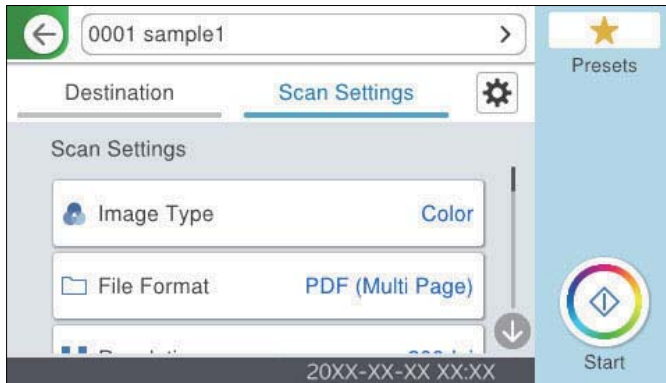 0001 sample1
Presets
Destination
Scan Settings
Scan Settings
Image Type
Color
File Format
PDF (Multi Page)
20XX-XX-XX XX:XX
Start